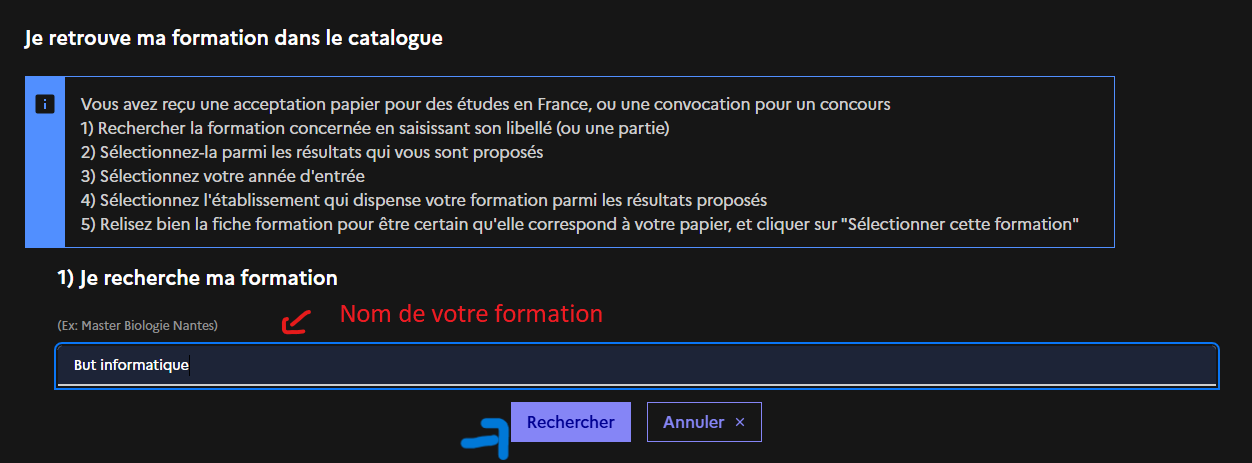 Je retrouve ma formation dans le catalogue
i
Vous avez reçu une acceptation papier pour des études en France, ou une convocation pour un concours
1) Rechercher la formation concernée en saisissant son libellé (ou une partie)
2) Sélectionnez-la parmi les résultats qui vous sont proposés
3) Sélectionnez votre année d'entrée
4) Sélectionnez l'établissement qui dispense votre formation parmi les résultats proposés
5) Relisez bien la fiche formation pour être certain qu'elle correspond à votre papier, et cliquer sur "Sélectionner cette formation"
1) Je recherche ma formation
Nom de votre formation
(Ex: Master Biologie Nantes)
But informatique
Rechercher
Annuler ×